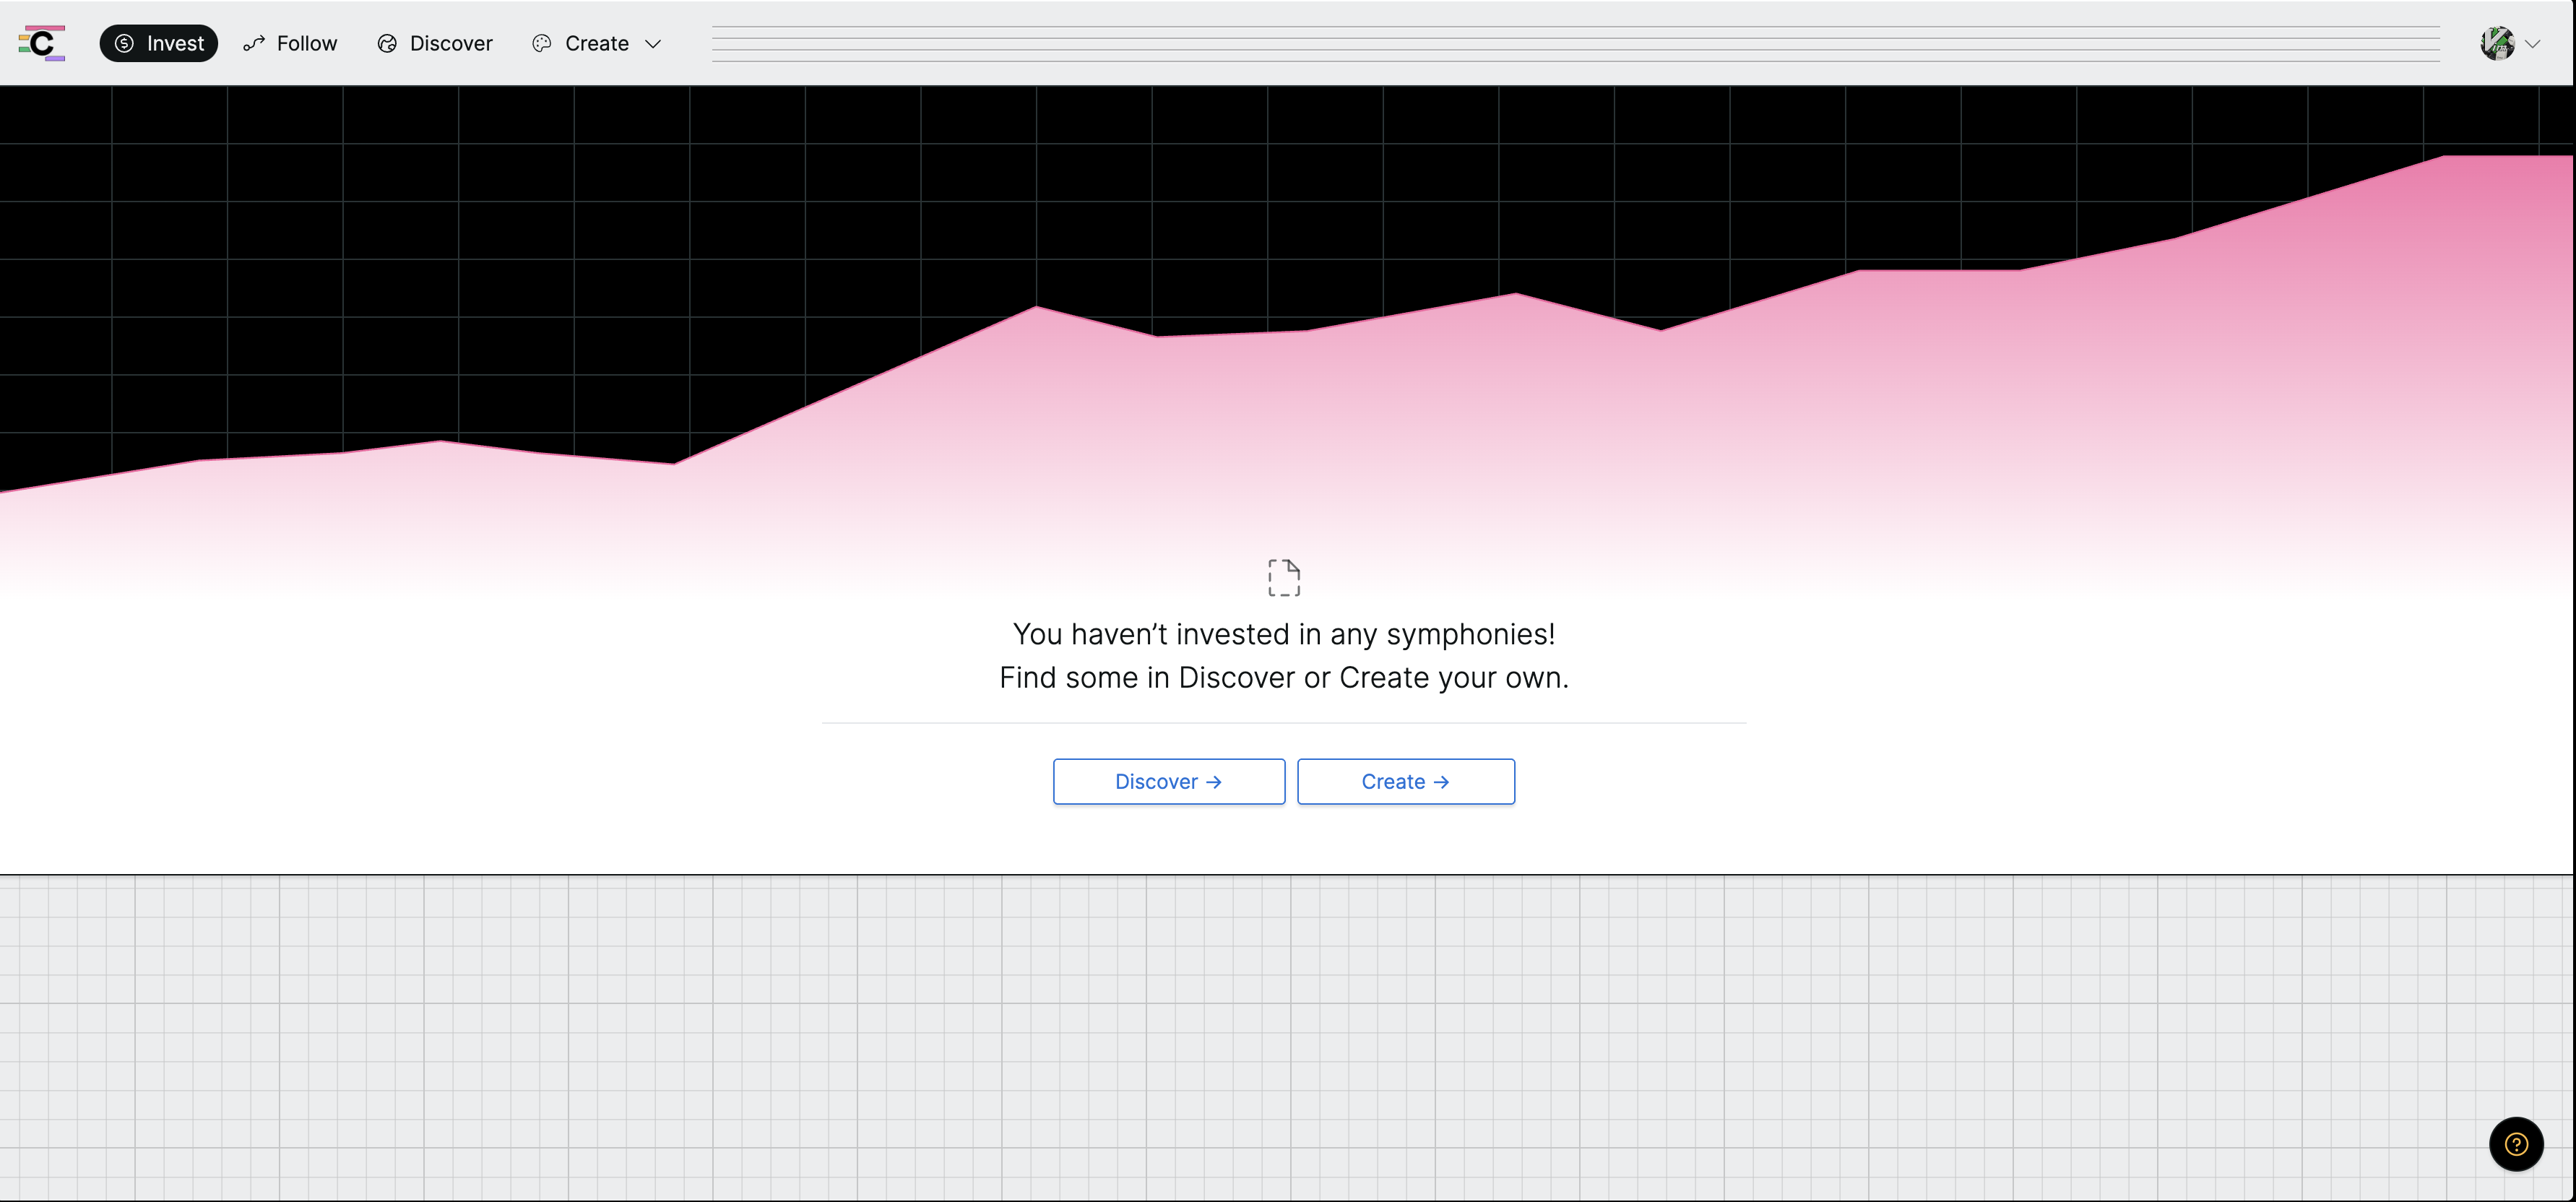 C
Invest
Follow
Discover
Create
You haven’t invested in any symphonies!
Find some in Discover or Create your own.
Discover →
Create →
?